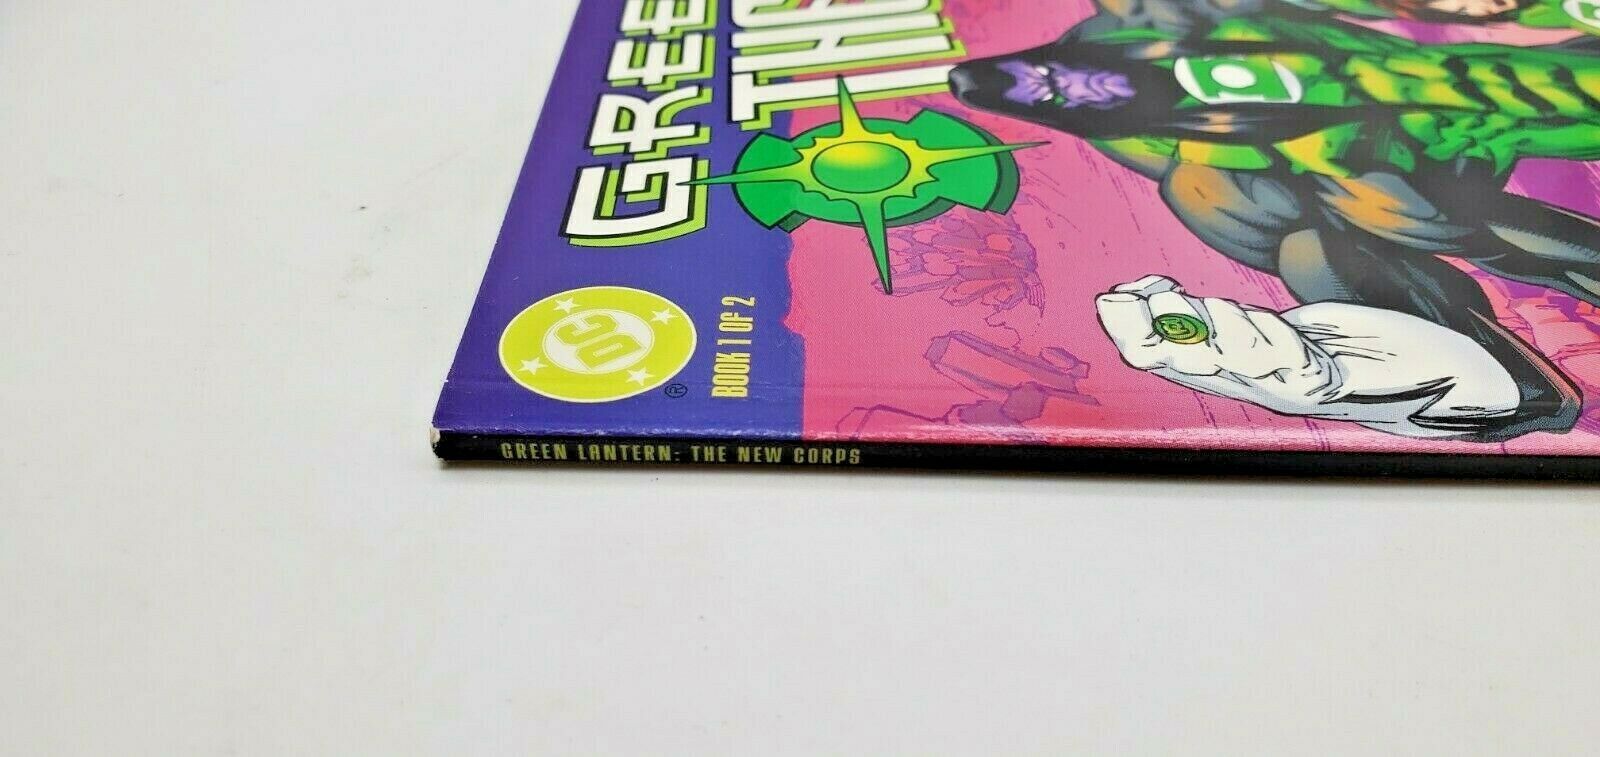 GREE
THE
DC
®
BOOK 1 OF 2
GREEN LANTERN: THE NEW CORPS